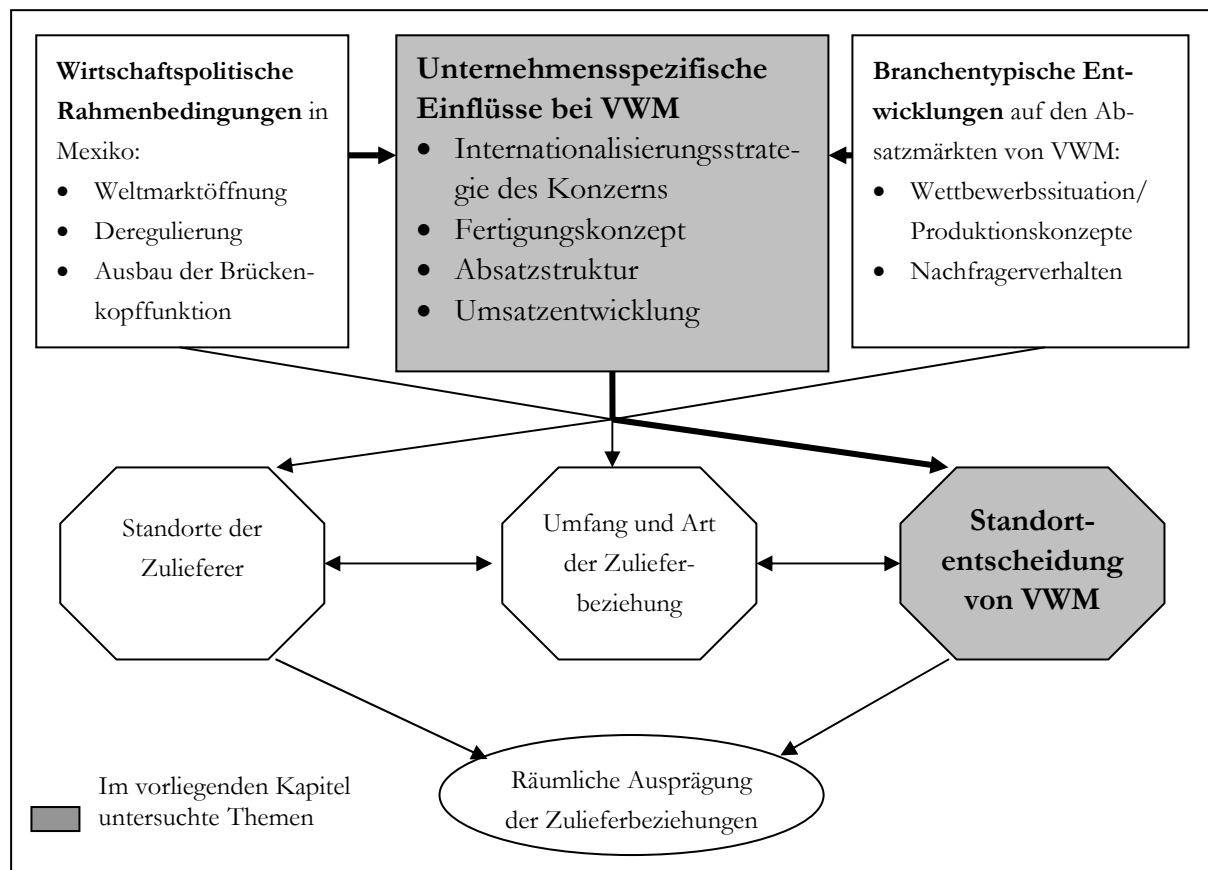 Wirtschaftspolitische
Rahmenbedingungen in
Mexiko:
• Weltmarktöffnung
• Deregulierung
• Ausbau der Brücken-
kopffunktion
Unternehmensspezifische
Einflüsse bei VWM
• Internationalisierungsstrate-
gie des Konzerns
• Fertigungskonzept
• Absatzstruktur
• Umsatzentwicklung
Branchentypische Ent-
wicklungen auf den Ab-
satzmärkten von VWM:
• Wettbewerbssituation/
Produktionskonzepte
• Nachfragerverhalten
Standorte der
Zulieferer
Umfang und Art
der Zuliefer-
beziehung
Standort-
entscheidung
von VWM
Räumliche Ausprägung
der Zulieferbeziehungen
Im vorliegenden Kapitel
untersuchte Themen